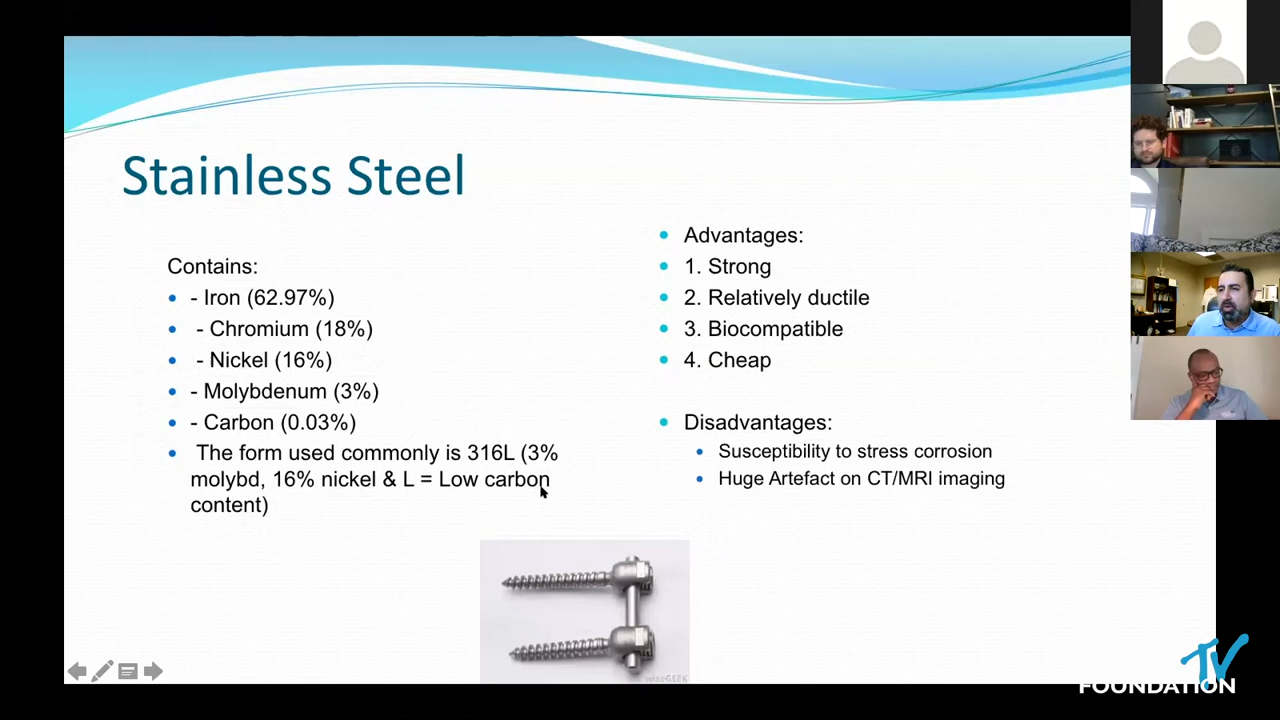 Stainless Steel
Contains:
- Iron (62.97%)
- Chromium (18%)
- Nickel (16%)
- Molybdenum (3%)
- Carbon (0.03%)
The form used commonly is 316L (3%
molybd, 16% nickel & L = Low carbon
content)
Advantages:
1. Strong
2. Relatively ductile
3. Biocompatible
4. Cheap
Disadvantages:
Susceptibility to stress corrosion
Huge Artefact on CT/MRI imaging
wiseGEEK
TV
FOUNDATION